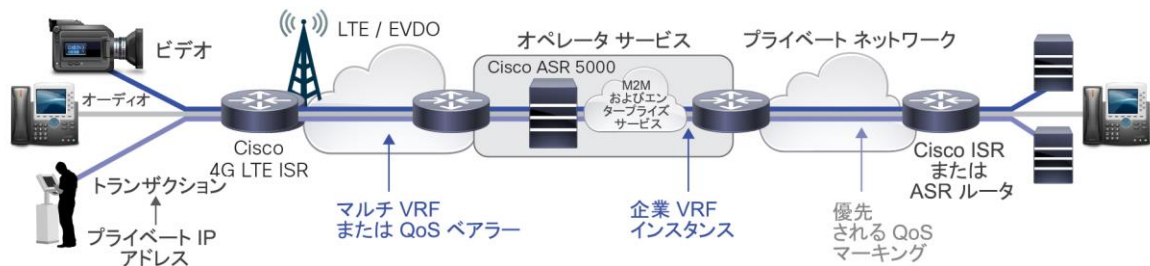 ビデオ
オーディオ
トランザクション
プライベート IP
アドレス
Cisco
4G LTE ISR
LTE / EVDO
マルチ VRF
または QoS ベアラー
オペレータ サービス
Cisco ASR 5000
M2M
およびエン
タープライズ
サービス
企業 VRF
インスタンス
プライベート ネットワーク
優先
される QoS
マーキング
Cisco ISR
または
ASR ルータ